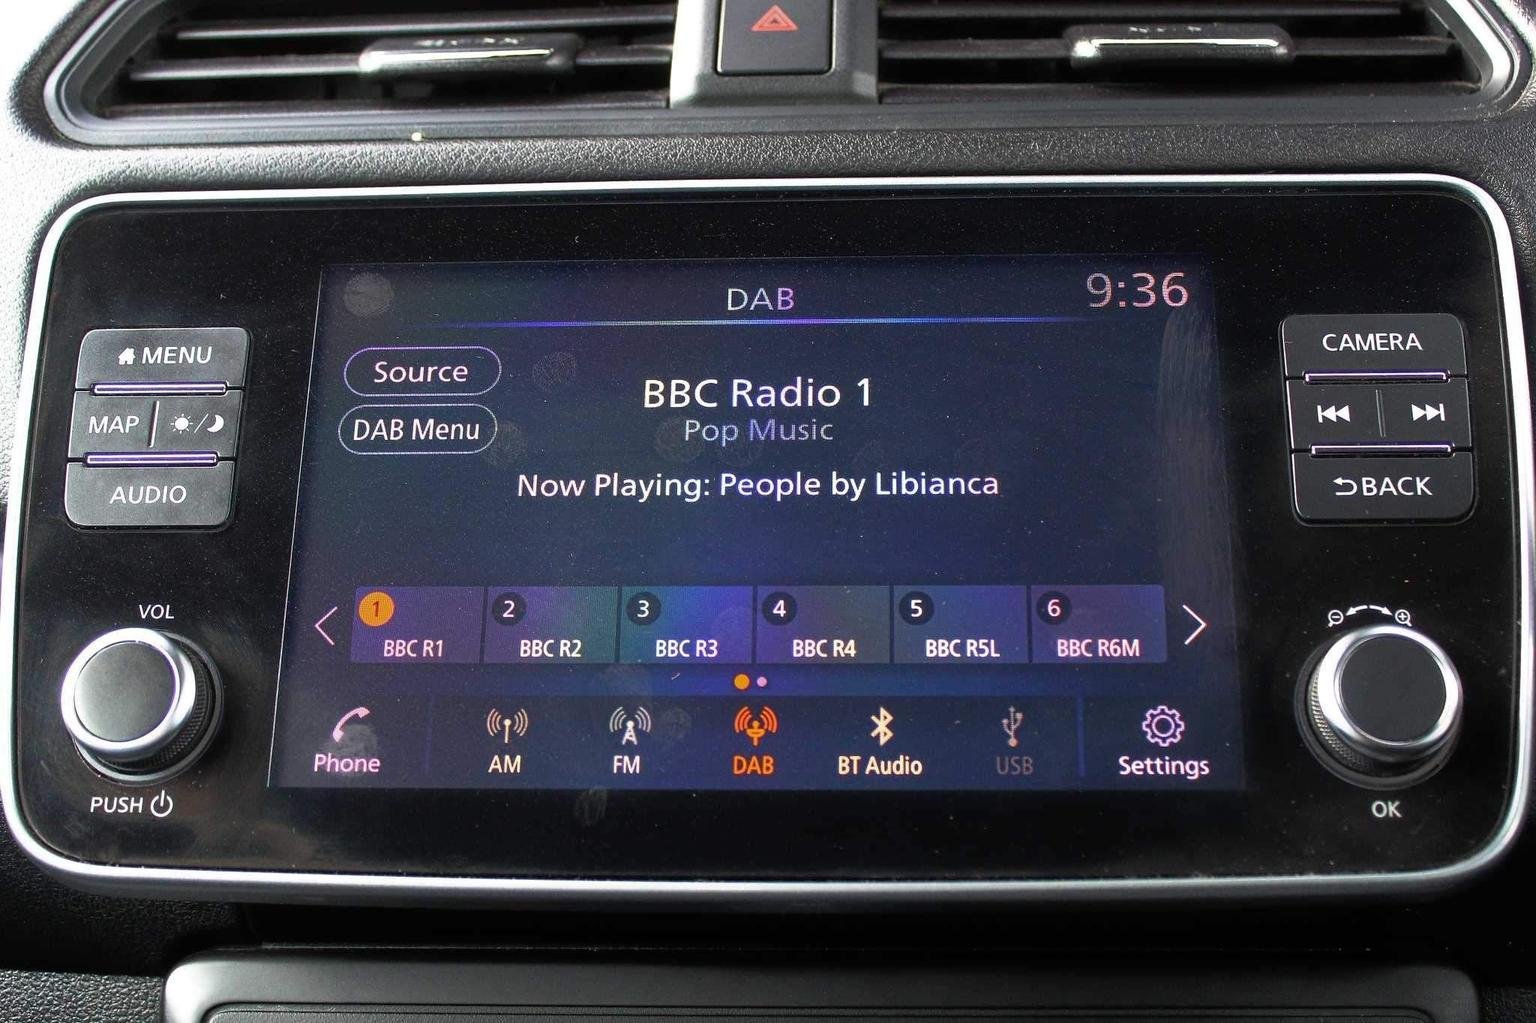 DAB
9:36
MENU
Source
BBC Radio 1
CAMERA
MAP
DAB Menu
Pop Music
AUDIO
Now Playing: People by Libianca
BACK
VOL
1
2
3
4
5
6
BBC R1
BBC R2
BBC R3
BBC R4
BBC R5L
BBC R6M
Phone
AM
FM
DAB
BT Audio
USB
Settings
PUSH
OK